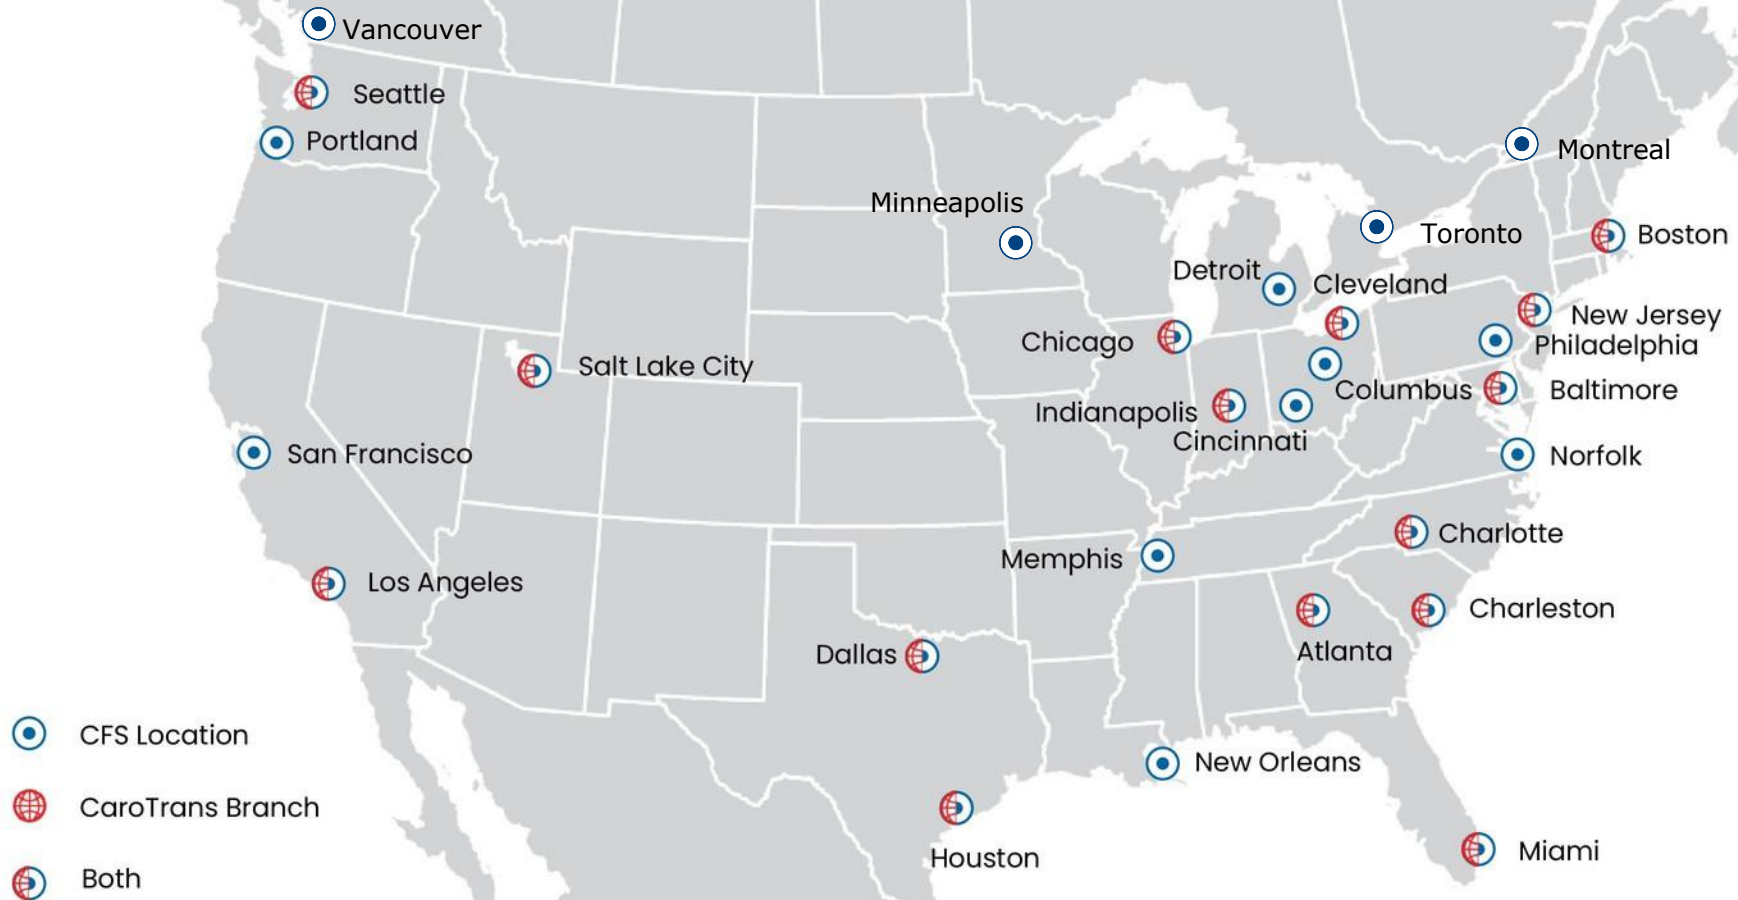 Vancouver
Seattle
Portland
Montreal
Minneapolis
Toronto
Boston
Detroit
Cleveland
New Jersey
Chicago
Philadelphia
Salt Lake City
Columbus
Baltimore
Indianapolis
Cincinnati
San Francisco
Norfolk
Charlotte
Memphis
Los Angeles
Charleston
Atlanta
Dallas
CFS Location
New Orleans
CaroTrans Branch
Houston
Miami
Both